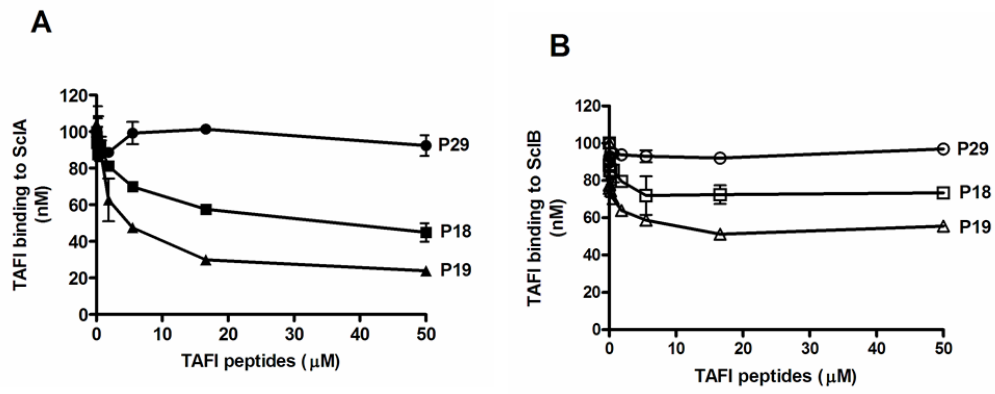 A
TAFI binding to SclA
(nM)
120
100
80
60
40
20
0
P29
P18
P19
0 10 20 30 40 50
TAFI peptides (μM)
B
TAFI binding to SclB
(nM)
120
100
80
60
40
20
0
P29
P18
P19
0 10 20 30 40 50
TAFI peptides (μM)